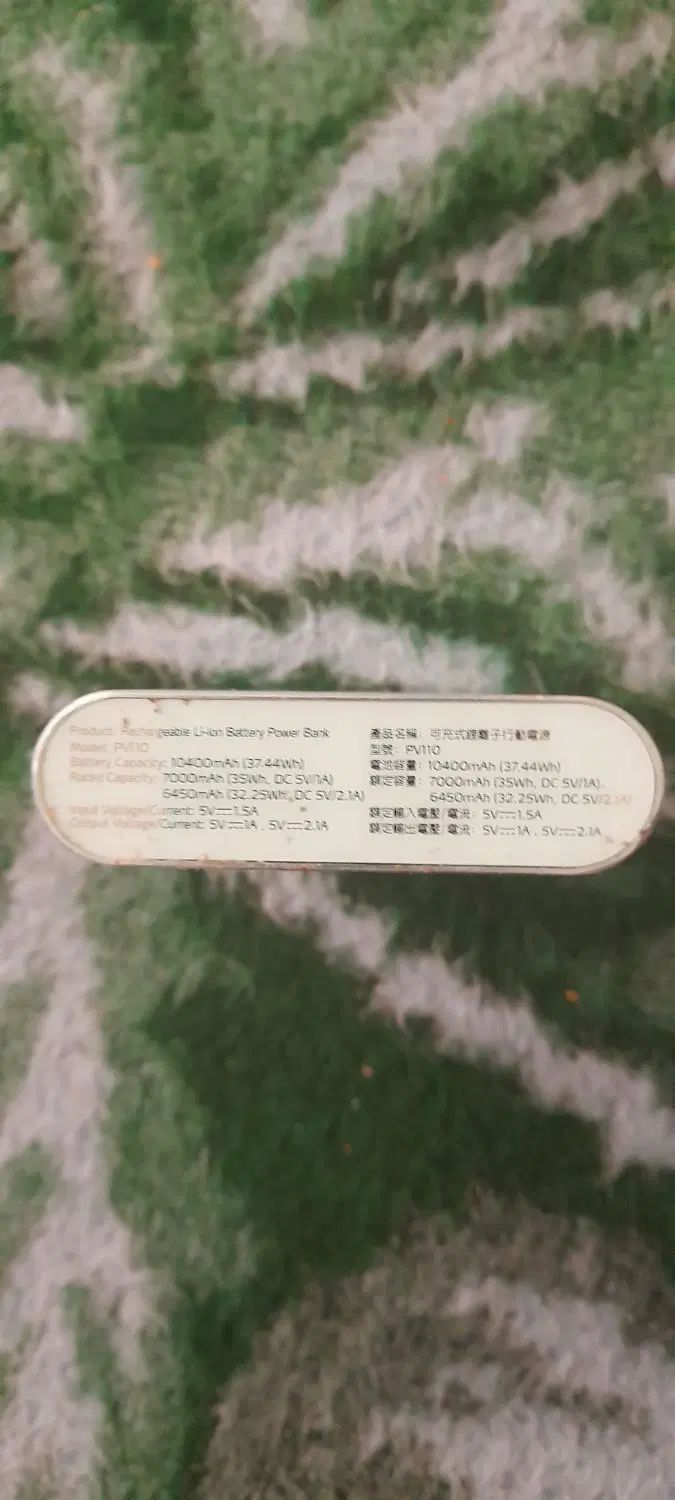 Product: Rechargeable Li-ion Battery Power Bank
Model: PV110
Battery Capacity: 10400mAh (37.44Wh)
Rated Capacity: 7000mAh (35Wh, DC 5V/1A)
6450mAh (32.25Wh, DC 5V/2.1A)
Input Voltage/Current: 5V⎓1.5A
Output Voltage/Current: 5V⎓1A , 5V⎓2.1A
產品名稱: 可充式鋰離子行動電源
型號: PV110
電池容量: 10400mAh (37.44Wh)
額定容量: 7000mAh (35Wh, DC 5V/1A).
6450mAh (32.25Wh, DC 5V/2.1A)
額定輸入電壓/電流: 5V⎓1.5A
額定輸出電壓/電流: 5V⎓1A , 5V⎓2.1A